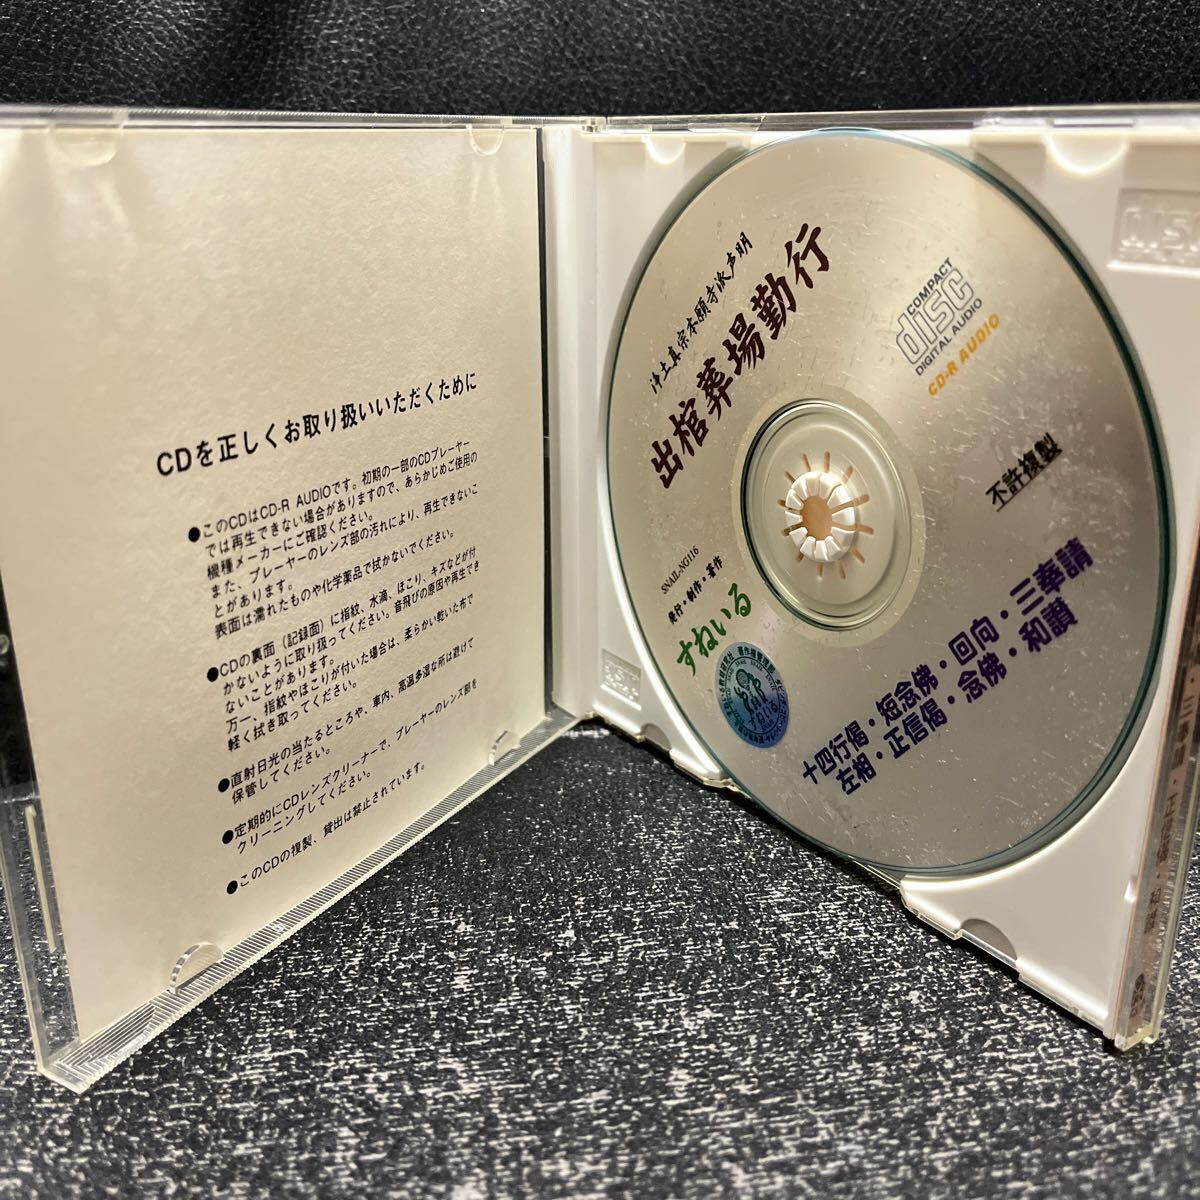 CDを正しくお取り扱いいただくために
●このCDはCD-R AUDIOです。初期の一部のCDプレーヤー
では再生できない場合がありますので、あらかじめご使用の
機種メーカーにご確認ください。
また、プレーヤーのレンズ部の汚れにより、再生できないこ
とがあります。
表面は濡れたものや化学薬品で拭かないでください。
●CDの裏面（記録面）に指紋、水滴、ほこり、キズなどが付
かないように取り扱ってください。音飛びの原因や再生でき
ないことがあります。
万一、指紋やほこりが付いた場合は、柔らかい乾いた布で
軽く拭き取ってください。
●直射日光の当たるところや、車内、高温多湿な所は避けて
保管してください。
●定期的にCDレンズクリーナーで、プレーヤーのレンズ部を
クリーニングしてください。
●このCDの複製、貸出は禁止されています。
浄土真宗本願寺派声明
出棺葬場勤行
COMPACT
disc
DIGITAL AUDIO
CD-R AUDIO
不許複製
SNAIL-NG116
発行・制作・著作
すねいる
十四行偈・短念佛・回向・三奉請
左相・正信偈・念佛・和讃